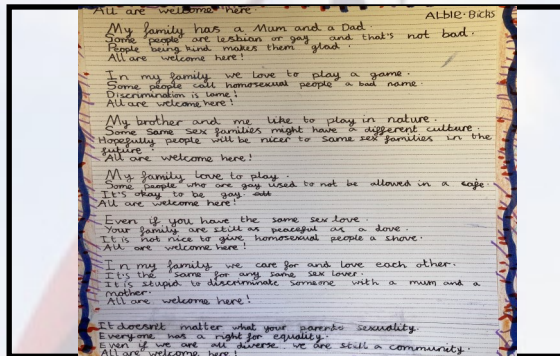 All are welcome here.
Albie. Bicks
My family has a Mum and a Dad.
Some people are lesbian or gay and that's not bad.
People being kind makes them glad.
All are welcome here!
In my family we love to play a game.
Some people call homosexual people a bad name.
Discrimination is lame!
All are welcome here!
My brother and me like to play in nature.
Some same sex families might have a different culture.
Hopefully people will be nicer to same sex families in the
future.
All are welcome here!
My family love to play.
Some people who are gay used to not be allowed in a safe.
It's okay to be gay
All are welcome here!
Even if you have the same sex love.
Your family are still as peaceful as a dove.
It is not nice to give homosexual people a shove.
All are welcome here!
In my family we care for and love each other.
It's the same for any same sex lover.
It is stupid to discriminate someone with a mum and a
mother.
All are welcome here!
It doesn't matter what your parents sexuality.
Everyone has a right for equality.
Even if we are all diverse we are still a community.
All are welcome here!